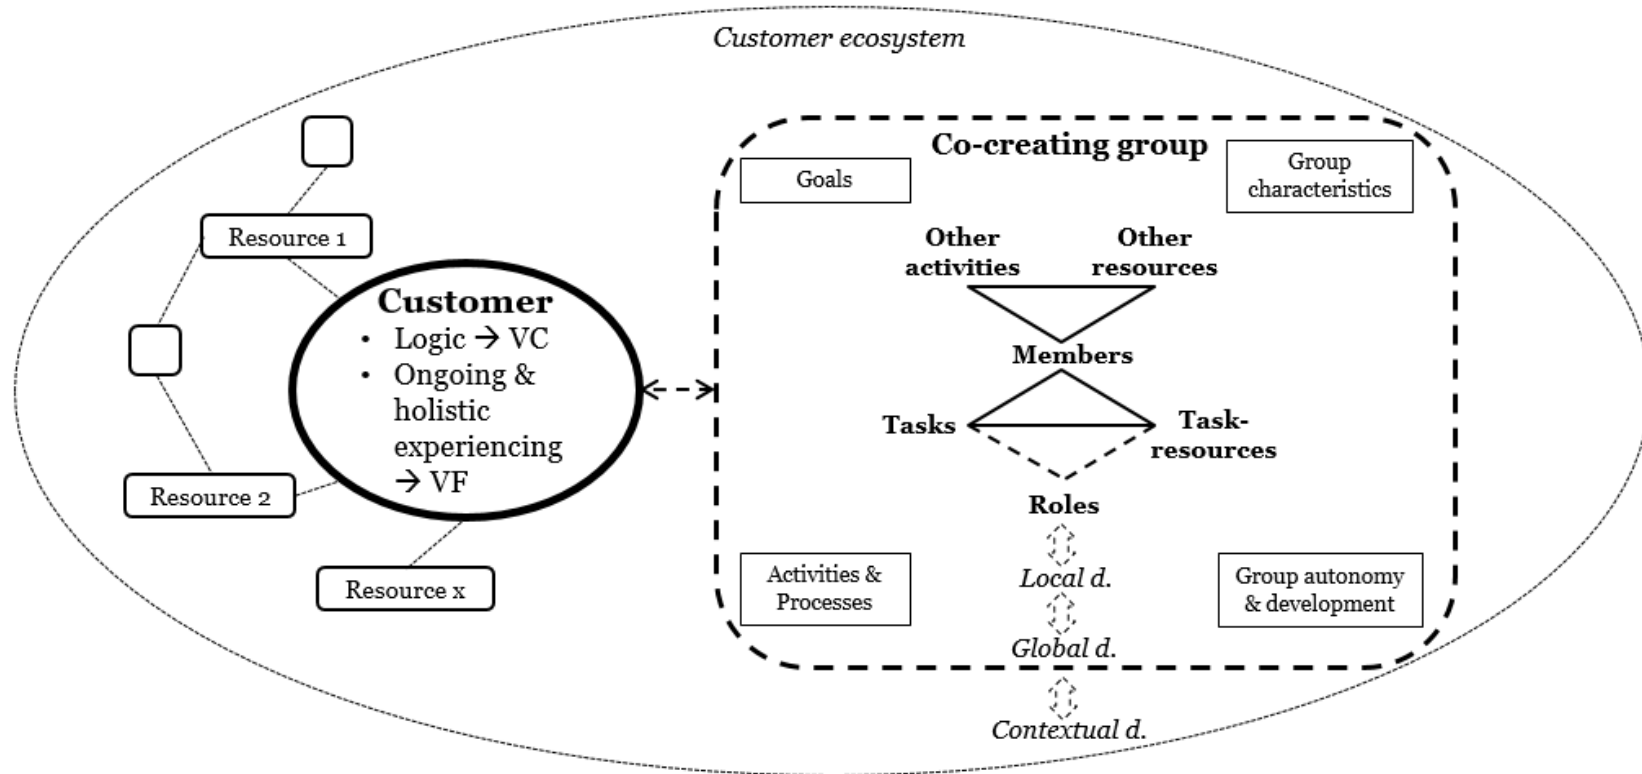 Customer ecosystem
Resource 1
Customer
• Logic → VC
• Ongoing &
holistic
experiencing
→ VF
Resource 2
Resource x
Co-creating group
Goals
Group
characteristics
Other
activities
Other
resources
Members
Tasks
Task-
resources
Roles
Activities &
Processes
Local d.
Group autonomy
& development
Global d.
Contextual d.